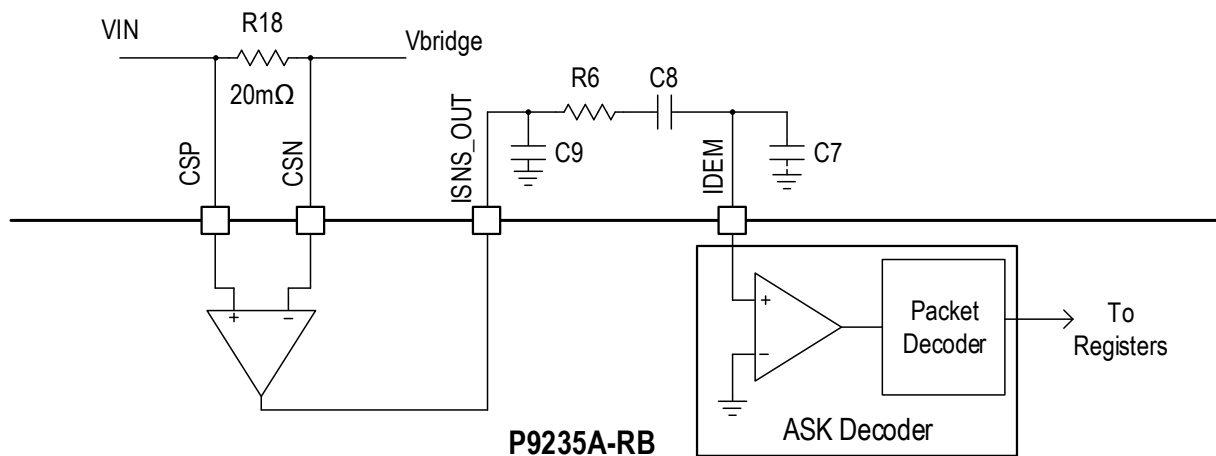 VIN
R18
Vbridge
20mΩ
CSP
CSN
ISNS_OUT
C9
R6
C8
IDEM
C7
+
−
+
−
Packet
Decoder
To
Registers
ASK Decoder
P9235A-RB